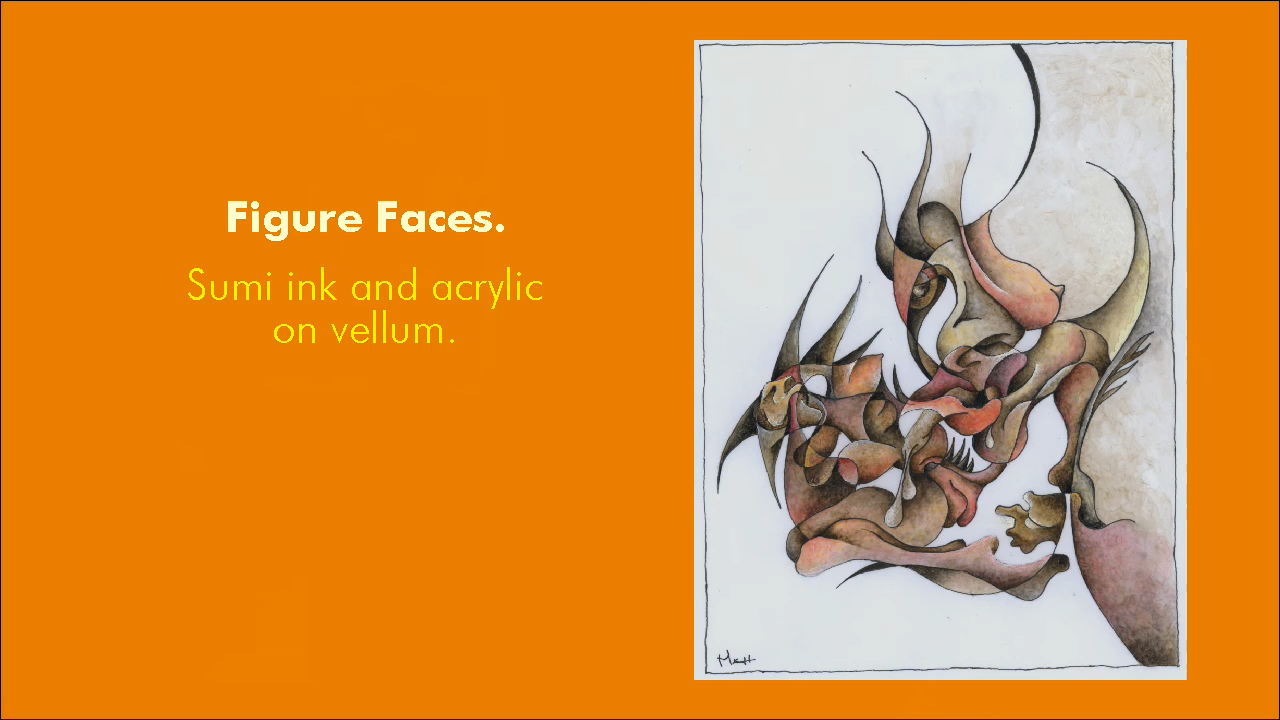 Figure Faces.
Sumi ink and acrylic
on vellum.